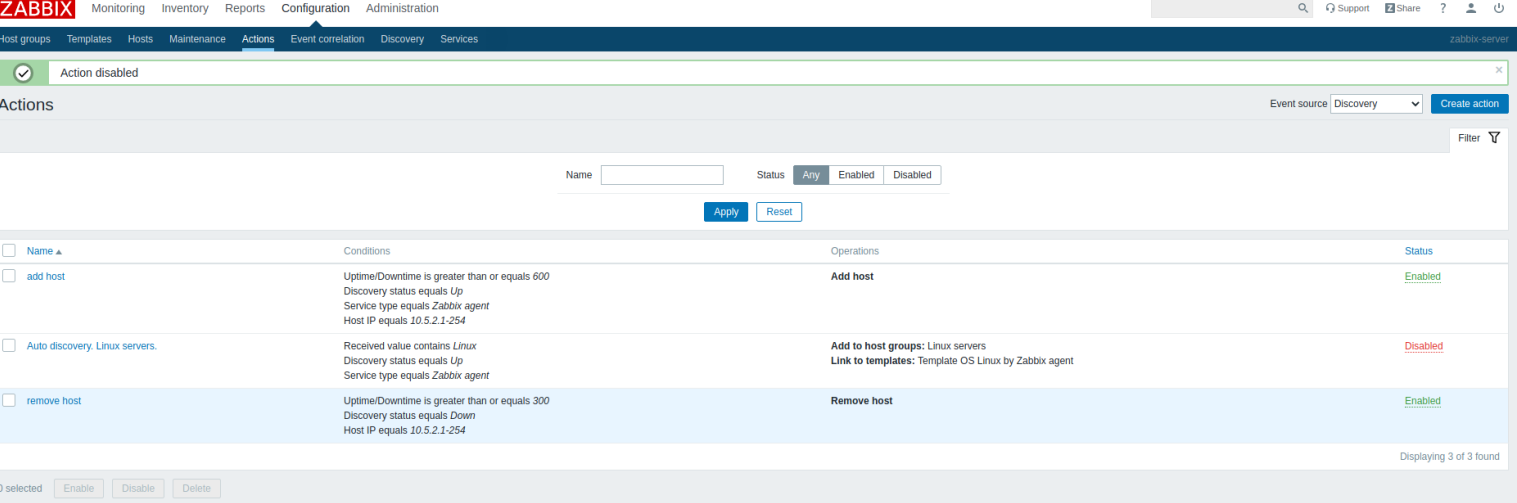 ZABBIX Monitoring Inventory Reports Configuration Administration Support Z Share ?
Host groups Templates Hosts Maintenance Actions Event correlation Discovery Services zabbix-server
Action disabled ×
Actions Event source Discovery Create action
Filter
Name Status Any Enabled Disabled
Apply Reset
Name Conditions Operations Status
add host Uptime/Downtime is greater than or equals 600 Add host Enabled
Discovery status equals Up
Service type equals Zabbix agent
Host IP equals 10.5.2.1-254
Auto discovery. Linux servers. Received value contains Linux Add to host groups: Linux servers Disabled
Discovery status equals Up Link to templates: Template OS Linux by Zabbix agent
Service type equals Zabbix agent
remove host Uptime/Downtime is greater than or equals 300 Remove host Enabled
Discovery status equals Down
Host IP equals 10.5.2.1-254
Displaying 3 of 3 found
0 selected Enable Disable Delete